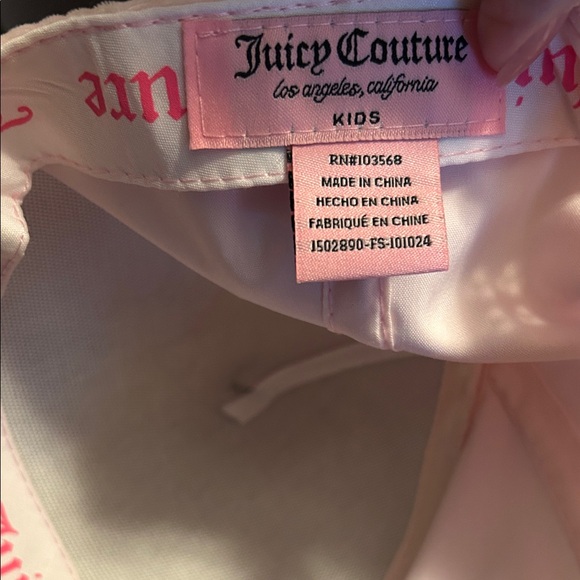 Juicy Couture
los angeles, california
KIDS
RN#103568
MADE IN CHINA
HECHO EN CHINA
FABRIQUÉ EN CHINE
1502890-FS-101024
ure